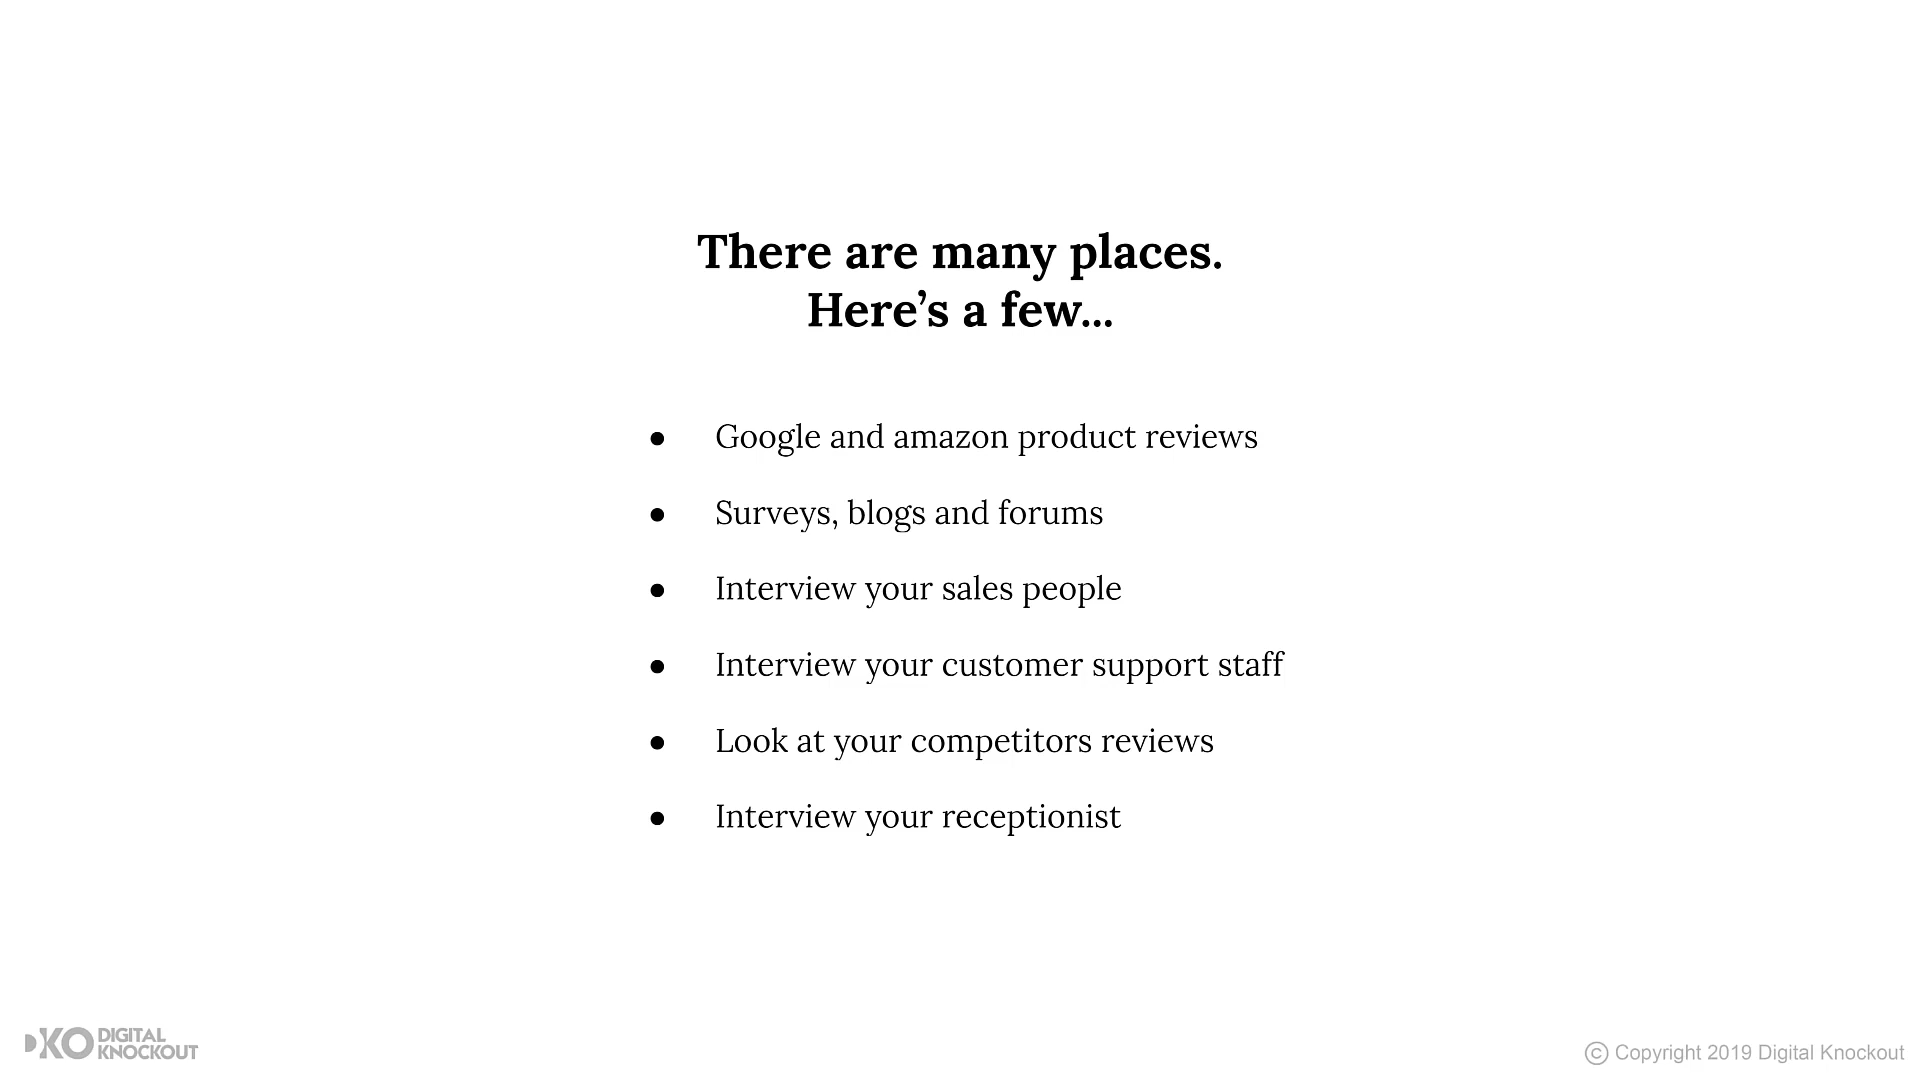 There are many places.
Here’s a few...
● Google and amazon product reviews
● Surveys, blogs and forums
● Interview your sales people
● Interview your customer support staff
● Look at your competitors reviews
● Interview your receptionist
DKO DIGITAL
KNOCKOUT
© Copyright 2019 Digital Knockout